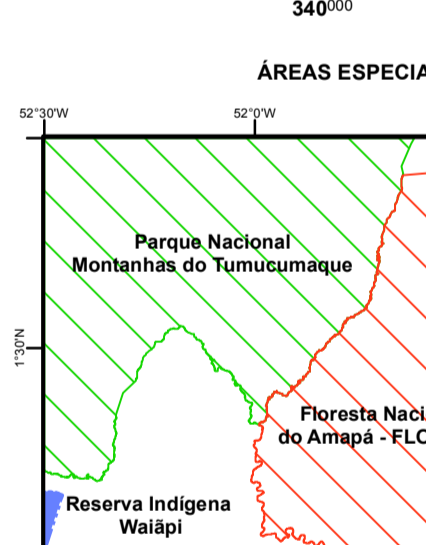 340000
ÁREAS ESPECIA
52°30'W
52°0'W
Parque Nacional
Montanhas do Tumucumaque
1°30'N
Floresta Naci
do Amapá - FLO
Reserva Indígena
Waiãpi